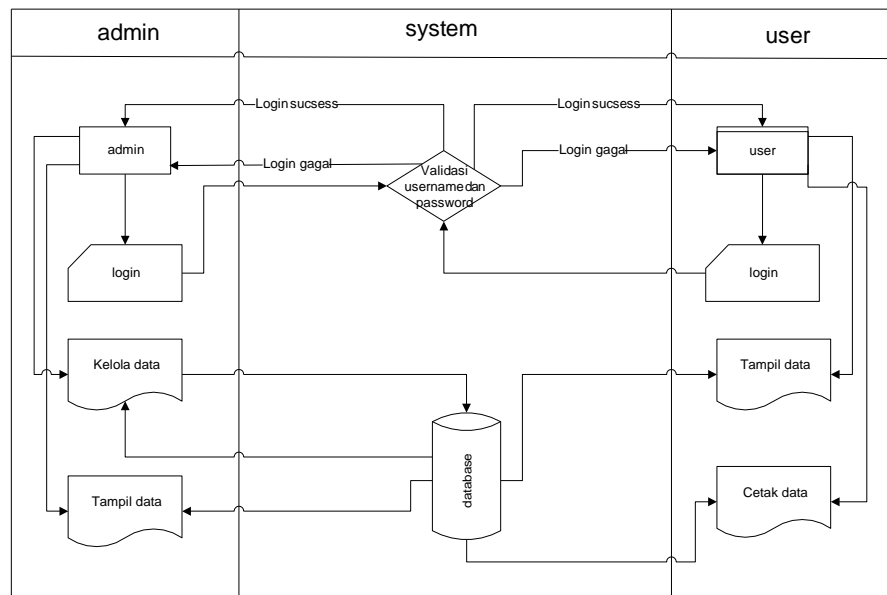 admin
system
user
Login sucsess
Login sucsess
admin
Login gagal
Login gagal
user
Validasi
username dan
password
login
login
Kelola data
Tampil data
database
Tampil data
Cetak data